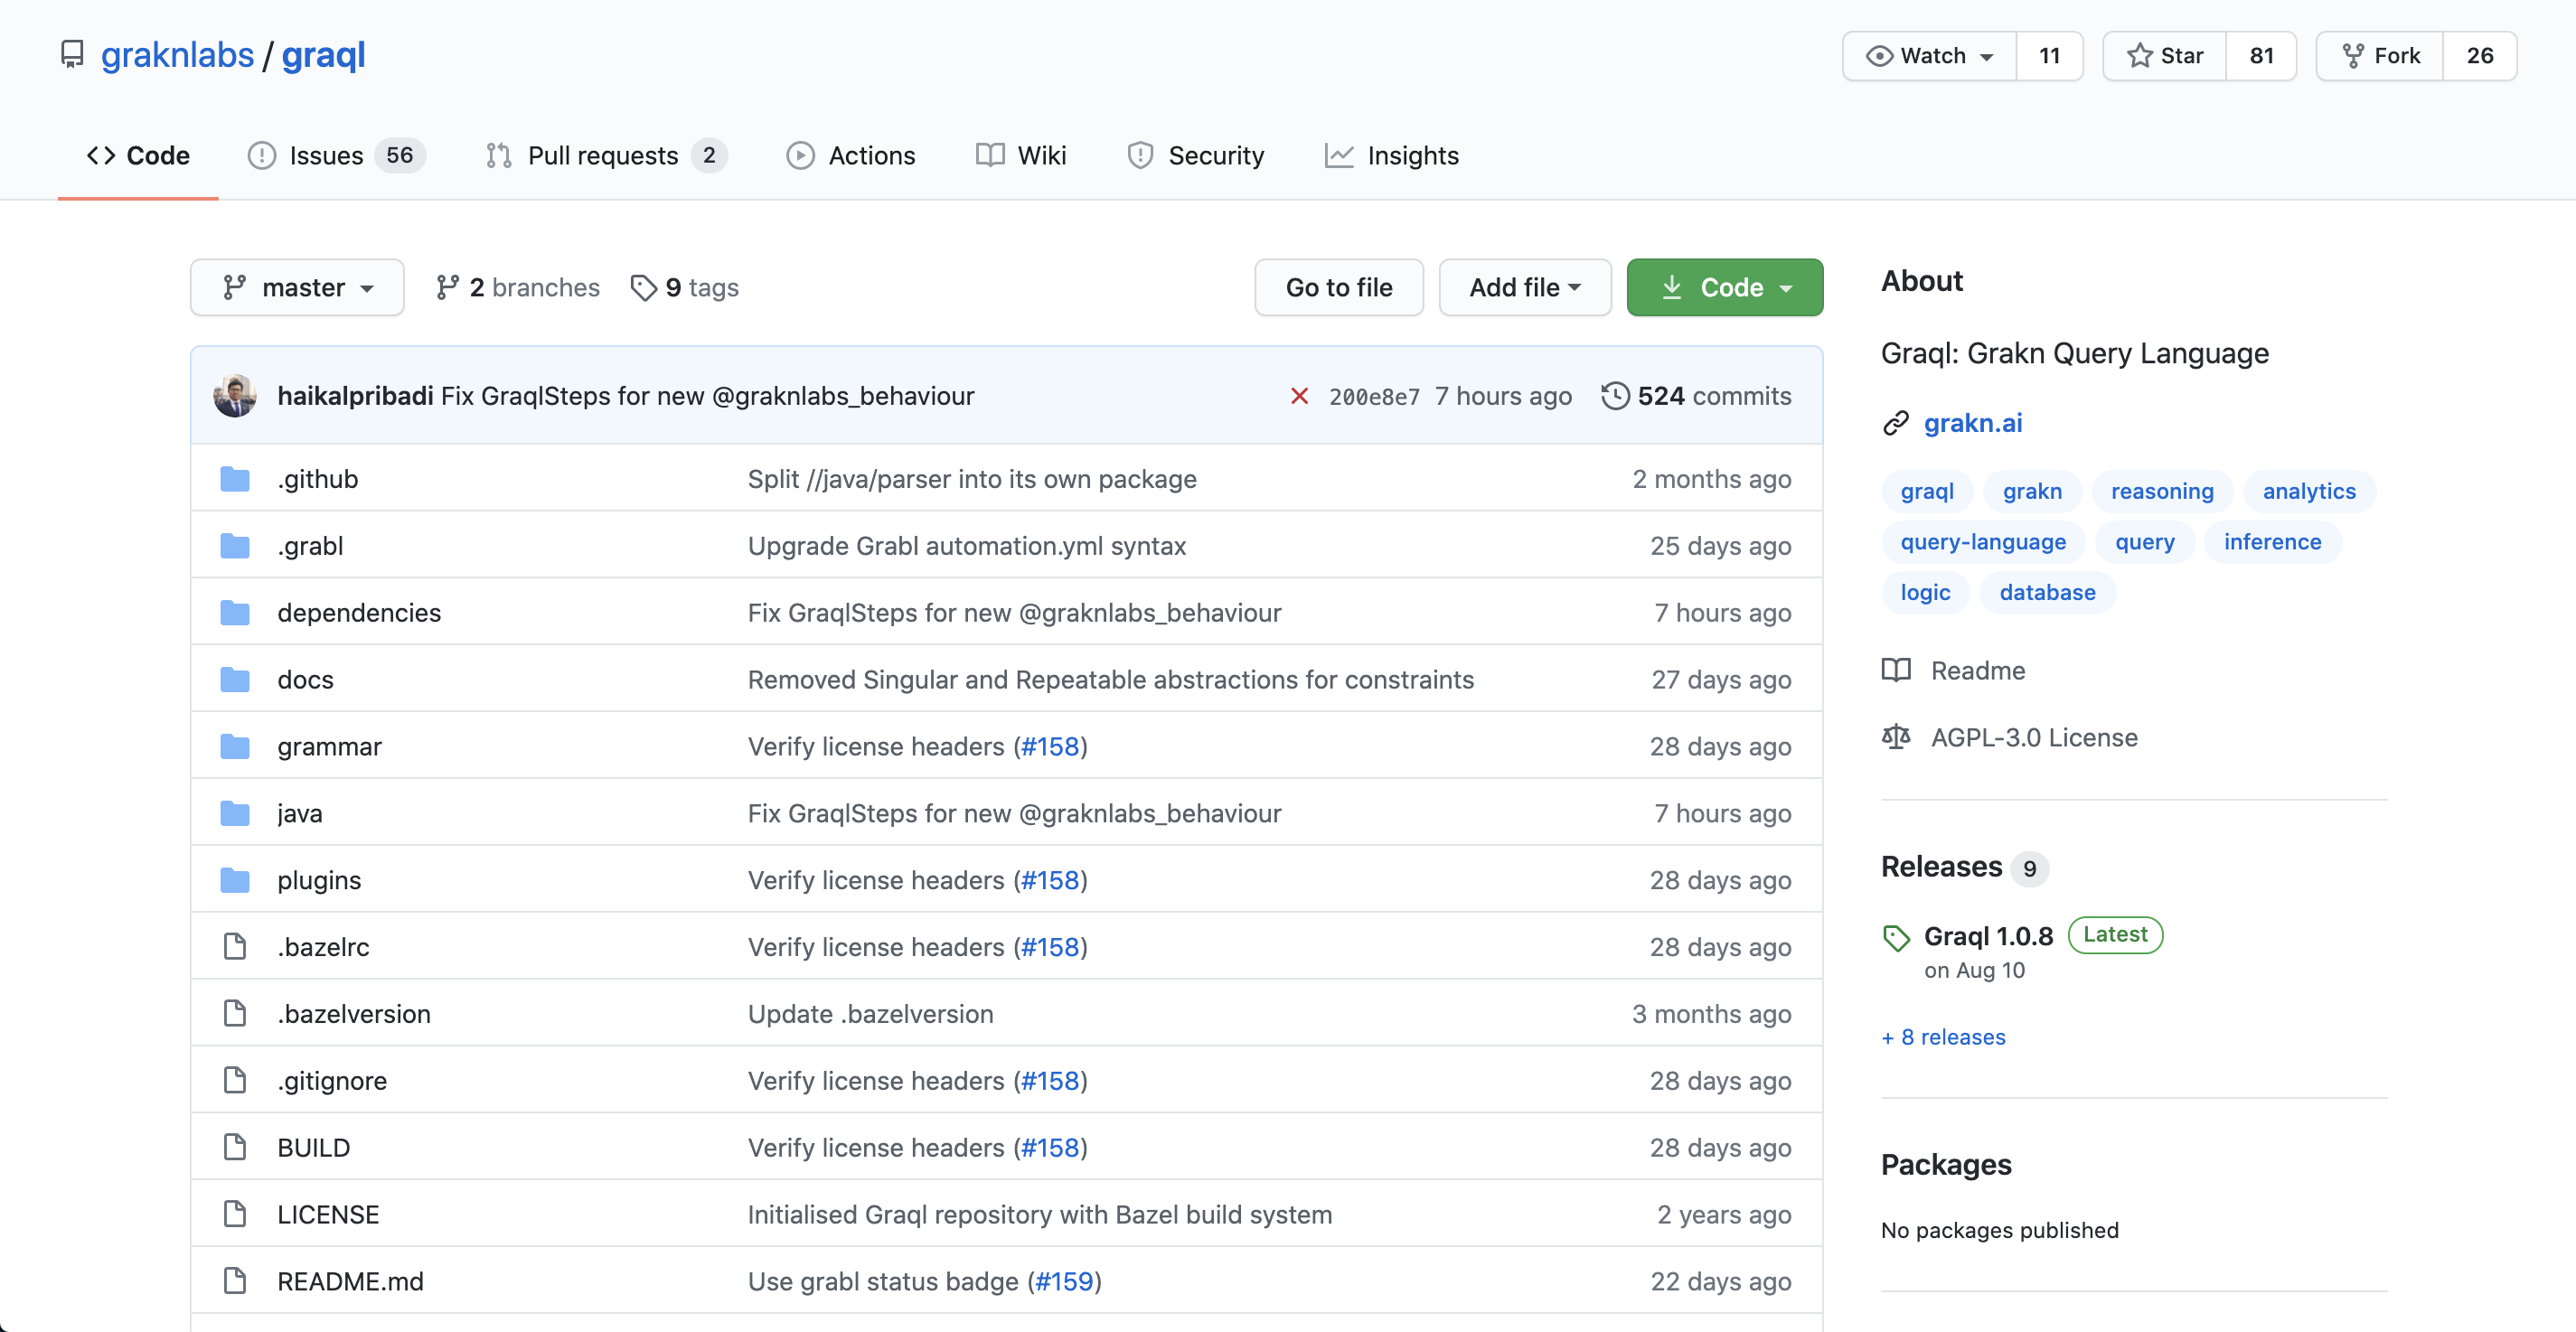 graknlabs / graql
Watch 11 Star 81 Fork 26
Code Issues 56 Pull requests 2 Actions Wiki Security Insights
master 2 branches 9 tags Go to file Add file Code
haikalpribadi Fix GraqlSteps for new @graknlabs_behaviour 200e8e7 7 hours ago 524 commits
.github Split //java/parser into its own package 2 months ago
.grabl Upgrade Grabl automation.yml syntax 25 days ago
dependencies Fix GraqlSteps for new @graknlabs_behaviour 7 hours ago
docs Removed Singular and Repeatable abstractions for constraints 27 days ago
grammar Verify license headers (#158) 28 days ago
java Fix GraqlSteps for new @graknlabs_behaviour 7 hours ago
plugins Verify license headers (#158) 28 days ago
.bazelrc Verify license headers (#158) 28 days ago
.bazelversion Update .bazelversion 3 months ago
.gitignore Verify license headers (#158) 28 days ago
BUILD Verify license headers (#158) 28 days ago
LICENSE Initialised Graql repository with Bazel build system 2 years ago
README.md Use grabl status badge (#159) 22 days ago
About
Graql: Grakn Query Language
grakn.ai
graql grakn reasoning analytics
query-language query inference
logic database
Readme
AGPL-3.0 License
Releases 9
Graql 1.0.8 Latest
on Aug 10
+ 8 releases
Packages
No packages published